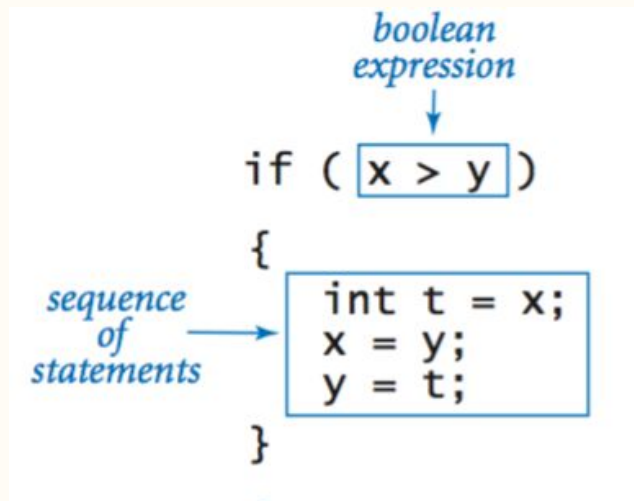 boolean
expression
if ( x > y )
{
sequence
of
statements
int t = x;
x = y;
y = t;
}